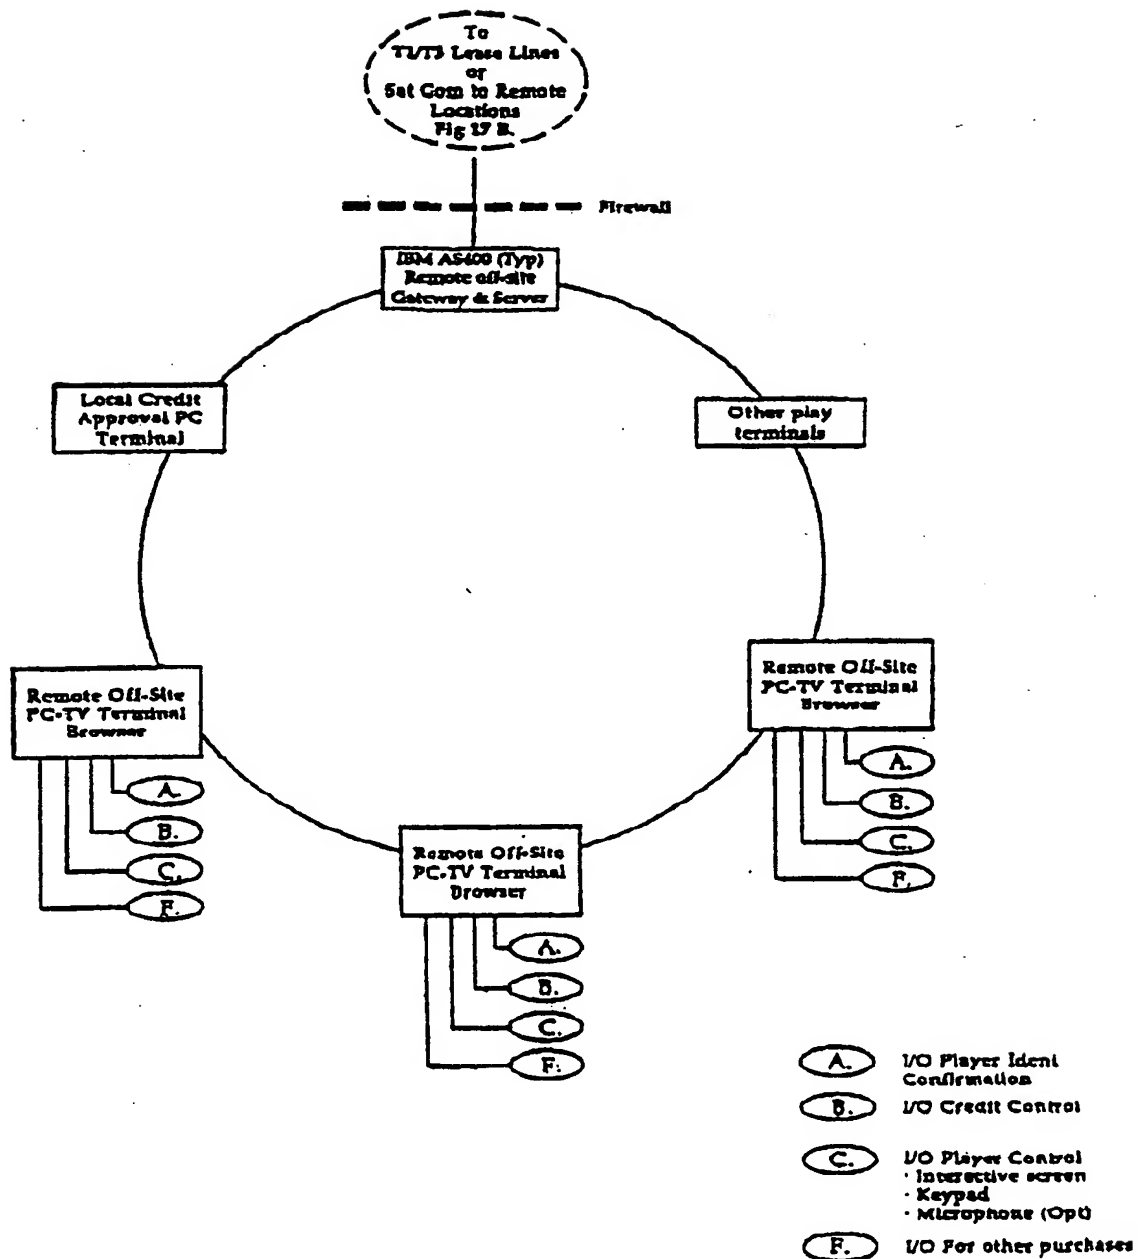 To
T1/T3 Lease Lines
or
Sat Com to Remote
Locations
Fig 17 B.
Firewall
IBM AS400 (Typ)
Remote off-site
Gateway & Server
Local Credit
Approval PC
Terminal
Other play
terminals
Remote Off-Site
PC-TV Terminal
Browser
A.
B.
C.
F.
Remote Off-Site
PC-TV Terminal
Browser
A.
B.
C.
F.
Remote Off-Site
PC-TV Terminal
Browser
A.
B.
C.
F.
A. I/O Player Ident
Confirmation
B. I/O Credit Control
C. I/O Player Control
· Interactive screen
· Keypad
· Microphone (Opt)
F. I/O For other purchases